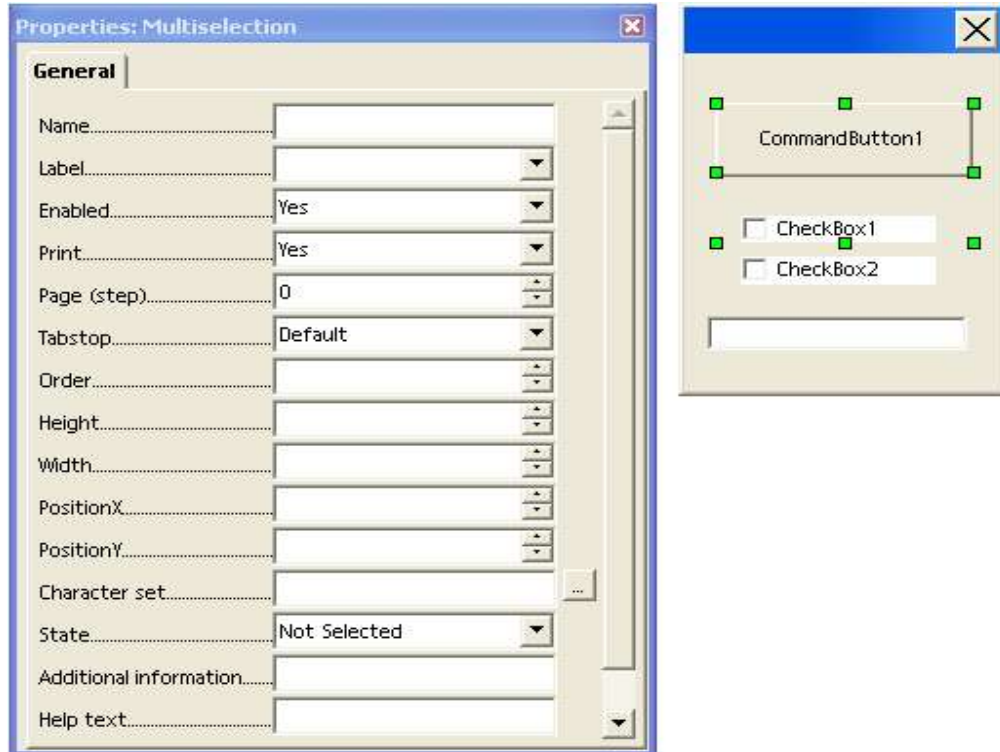 Properties: Multiselection
General
Name
Label
Enabled Yes
Print Yes
Page (step) 0
Tabstop Default
Order
Height
Width
PositionX
PositionY
Character set ...
State Not Selected
Additional information
Help text
CommandButton1
CheckBox1
CheckBox2